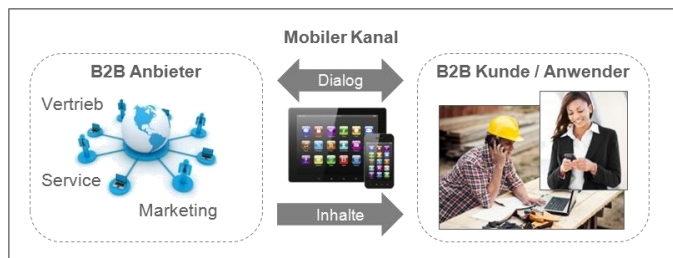 Mobiler Kanal
B2B Anbieter
Vertrieb
Service
Marketing
Dialog
Inhalte
B2B Kunde / Anwender